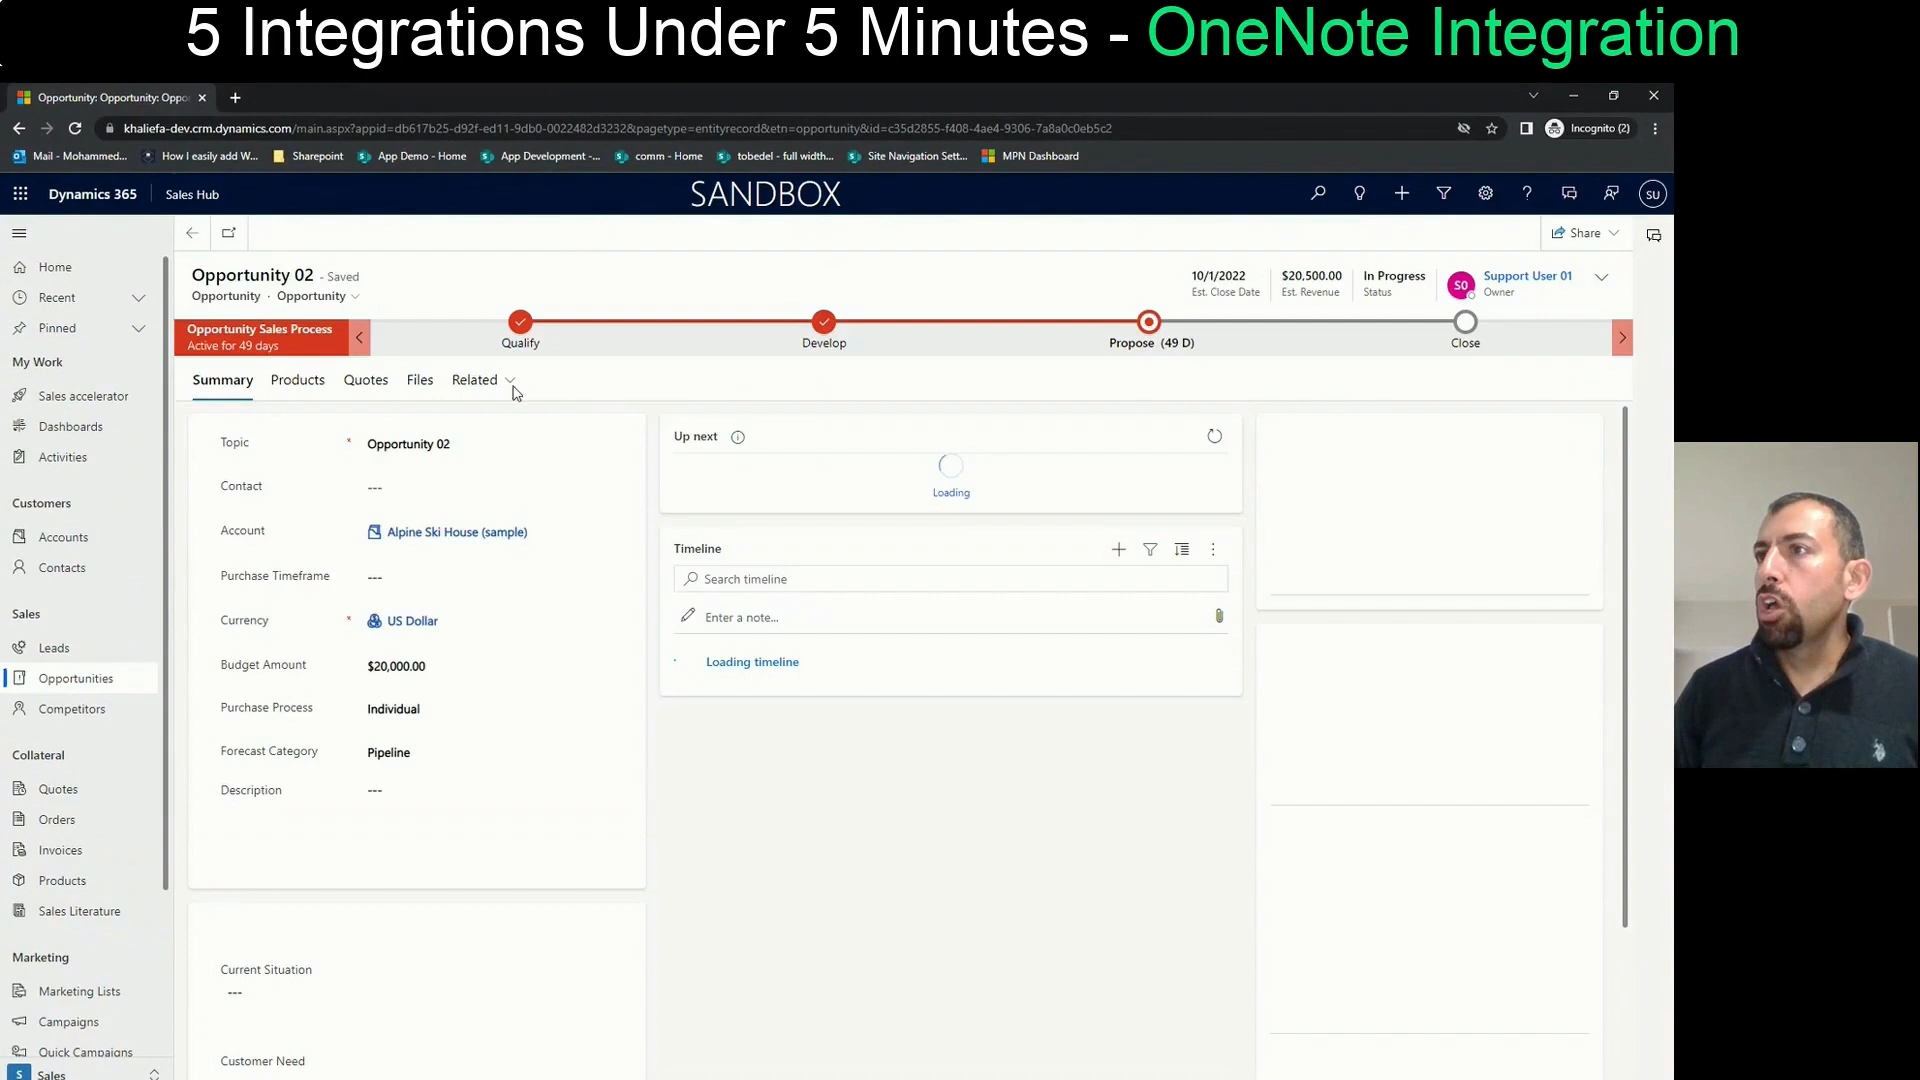 5 Integrations Under 5 Minutes - OneNote Integration
Opportunity: Opportunity: Oppo
khaliefa-dev.crm.dynamics.com/main.aspx?appid=db617b25-d92f-ed11-9db0-0022482d3232&pagetype=entityrecord&etn=opportunity&id=c35d2855-f408-4ae4-9306-7a8a0c0eb5c2
Incognito (2)
Mail - Mohammed...
How I easily add W...
Sharepoint
App Demo - Home
App Development -...
comm - Home
tobedel - full width...
Site Navigation Sett...
MPN Dashboard
Dynamics 365
Sales Hub
SANDBOX
SU
Share
Opportunity 02 - Saved
Opportunity · Opportunity
10/1/2022
Est. Close Date
$20,500.00
Est. Revenue
In Progress
Status
S0
Support User 01
Owner
Opportunity Sales Process
Active for 49 days
Qualify
Develop
Propose (49 D)
Close
Summary
Products
Quotes
Files
Related
Home
Recent
Pinned
My Work
Sales accelerator
Dashboards
Activities
Customers
Accounts
Contacts
Sales
Leads
Opportunities
Competitors
Collateral
Quotes
Orders
Invoices
Products
Sales Literature
Marketing
Marketing Lists
Campaigns
Quick Campaigns
S Sales
Topic * Opportunity 02
Contact ---
Account Alpine Ski House (sample)
Purchase Timeframe ---
Currency * US Dollar
Budget Amount $20,000.00
Purchase Process Individual
Forecast Category Pipeline
Description ---
Current Situation
---
Customer Need
Up next
Loading
Timeline
Search timeline
Enter a note...
Loading timeline